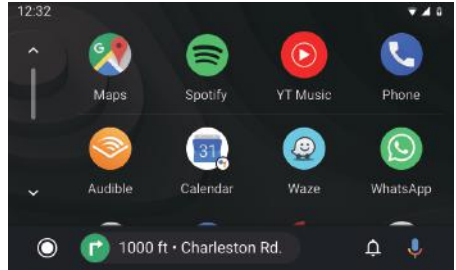 12:32
Maps Spotify YT Music Phone
31
Audible Calendar Waze WhatsApp
1000 ft • Charleston Rd.